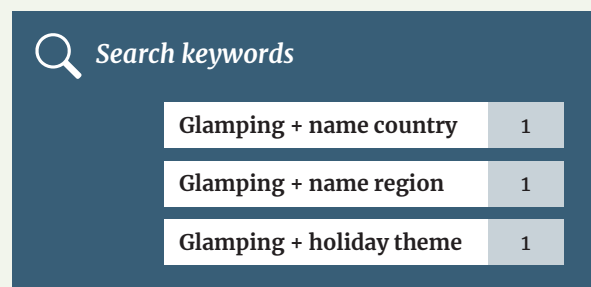 Search keywords
Glamping + name country 1
Glamping + name region 1
Glamping + holiday theme 1